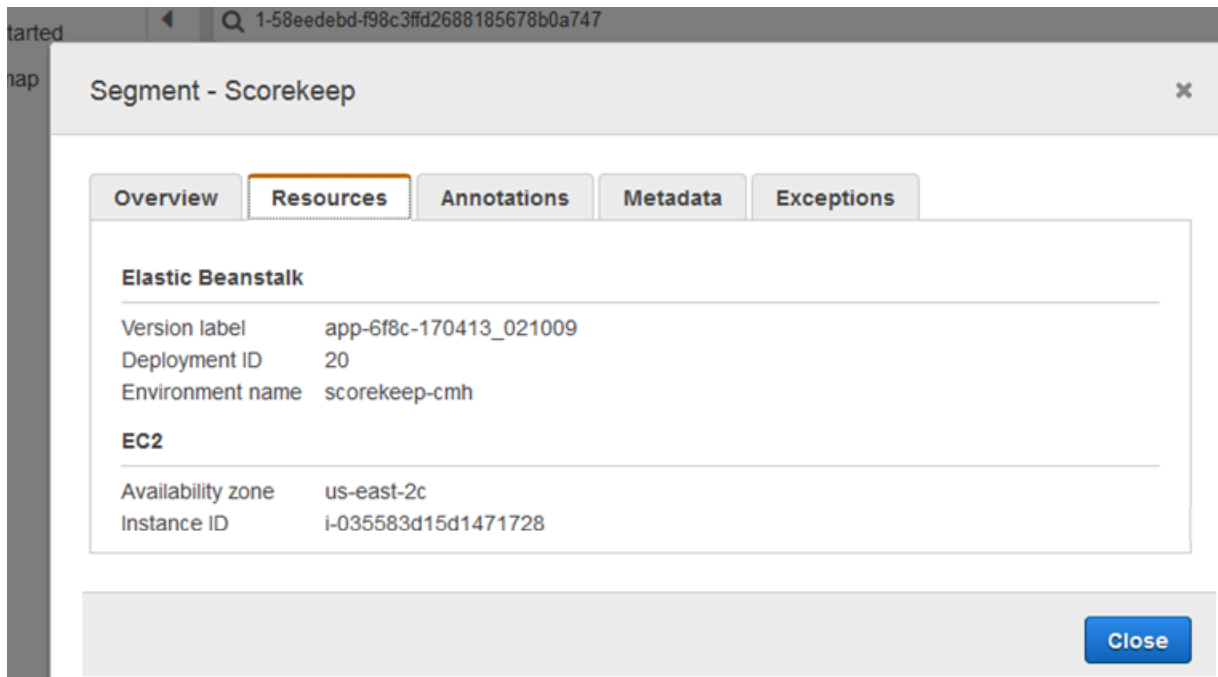 tarted
1-58eedebd-f98c3ffd2688185678b0a747
nap
Segment - Scorekeep
Overview Resources Annotations Metadata Exceptions
Elastic Beanstalk
Version label app-6f8c-170413_021009
Deployment ID 20
Environment name scorekeep-cmh
EC2
Availability zone us-east-2c
Instance ID i-035583d15d1471728
Close